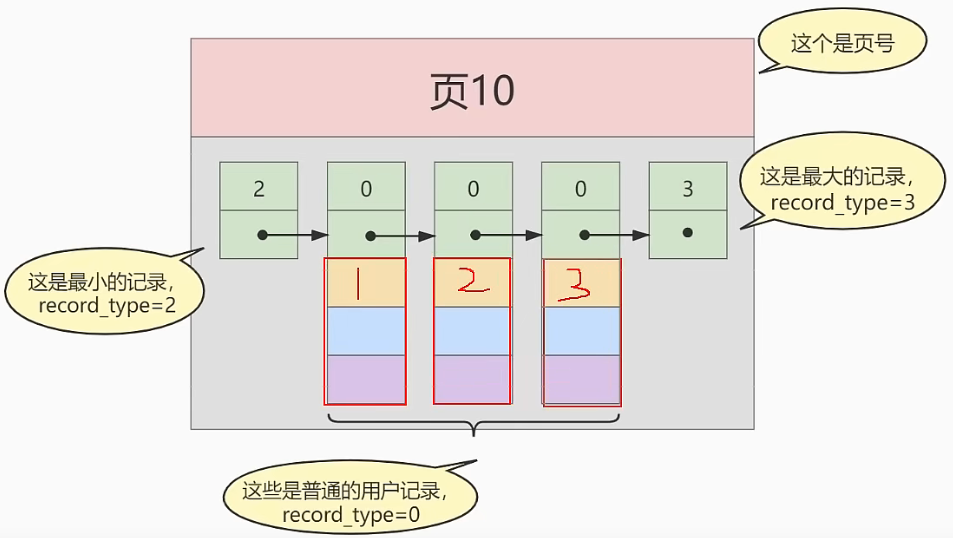 这个是页号
页10
2 0 0 0 3
这是最大的记录，
record_type=3
这是最小的记录，
record_type=2
1 2 3
这些是普通的用户记录，
record_type=0